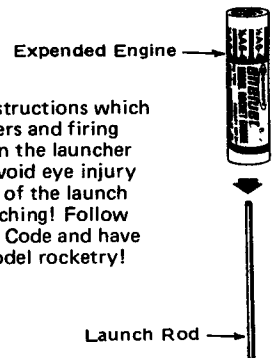 Expended Engine
structions which
ers and firing
n the launcher
void eye injury
of the launch
ching! Follow
Code and have
del rocketry!
Launch Rod